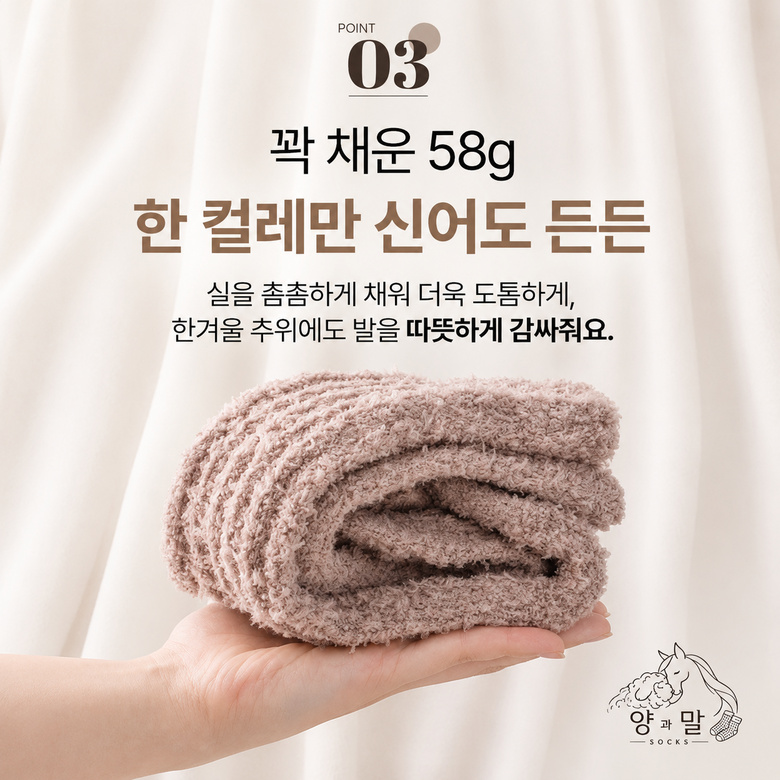 POINT
03
꽉 채운 58g
한 컬레만 신어도 든든
실을 촘촘하게 채워 더욱 도톰하게,
한겨울 추위에도 발을 따뜻하게 감싸줘요.
양과말
SOCKS